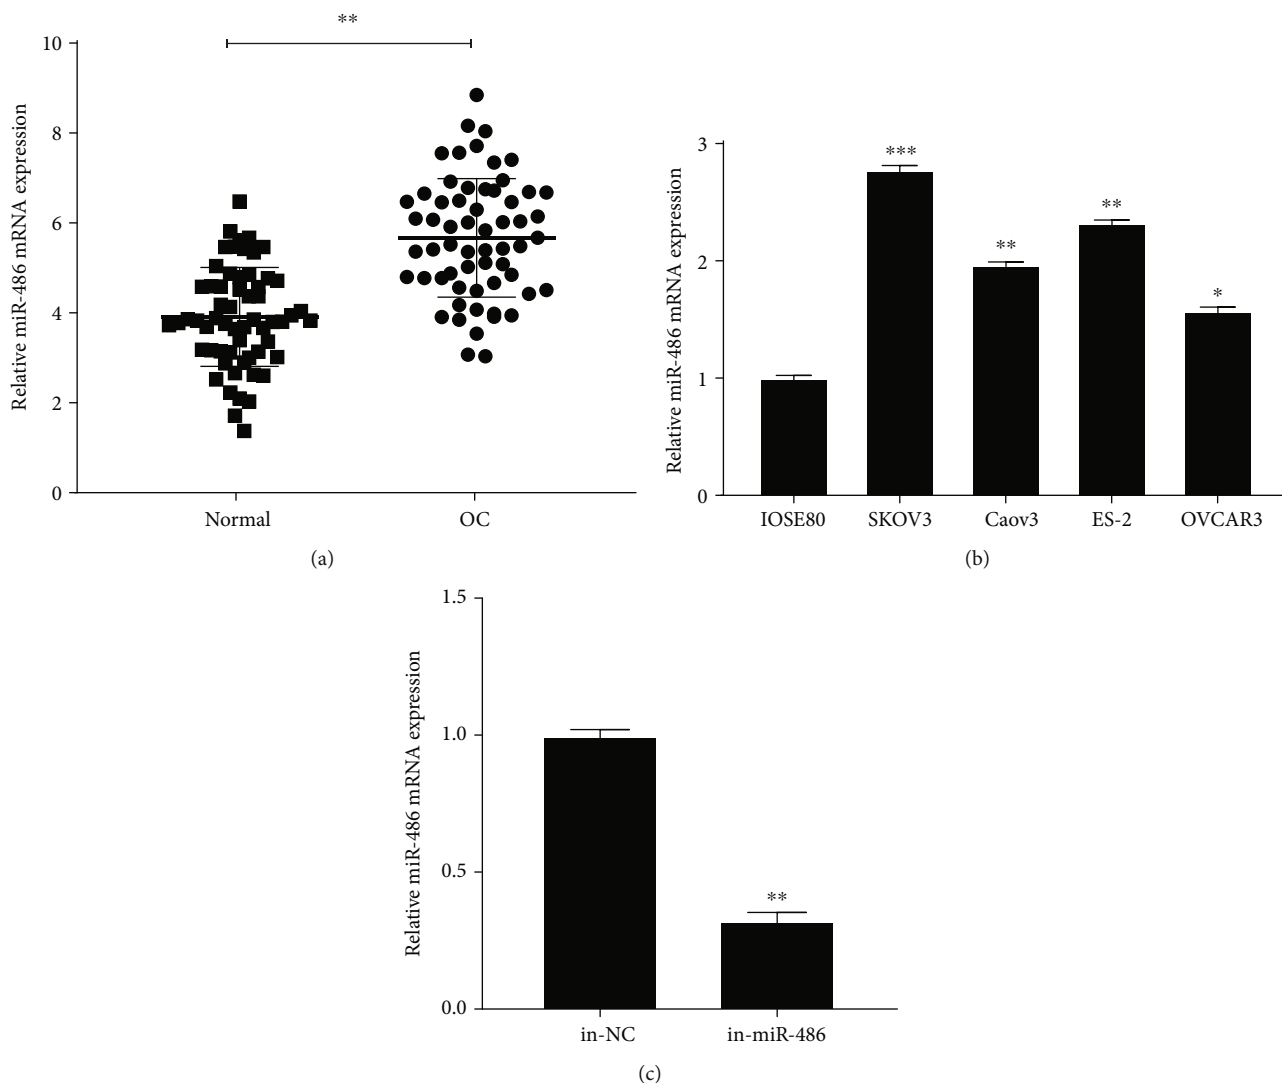 **
10
8
6
4
2
0
Relative miR-486 mRNA expression
Normal
OC
(a)
3
2
1
0
Relative miR-486 mRNA expression
***
**
**
*
IOSE80
SKOV3
Caov3
ES-2
OVCAR3
(b)
1.5
1.0
0.5
0.0
Relative miR-486 mRNA expression
**
in-NC
in-miR-486
(c)